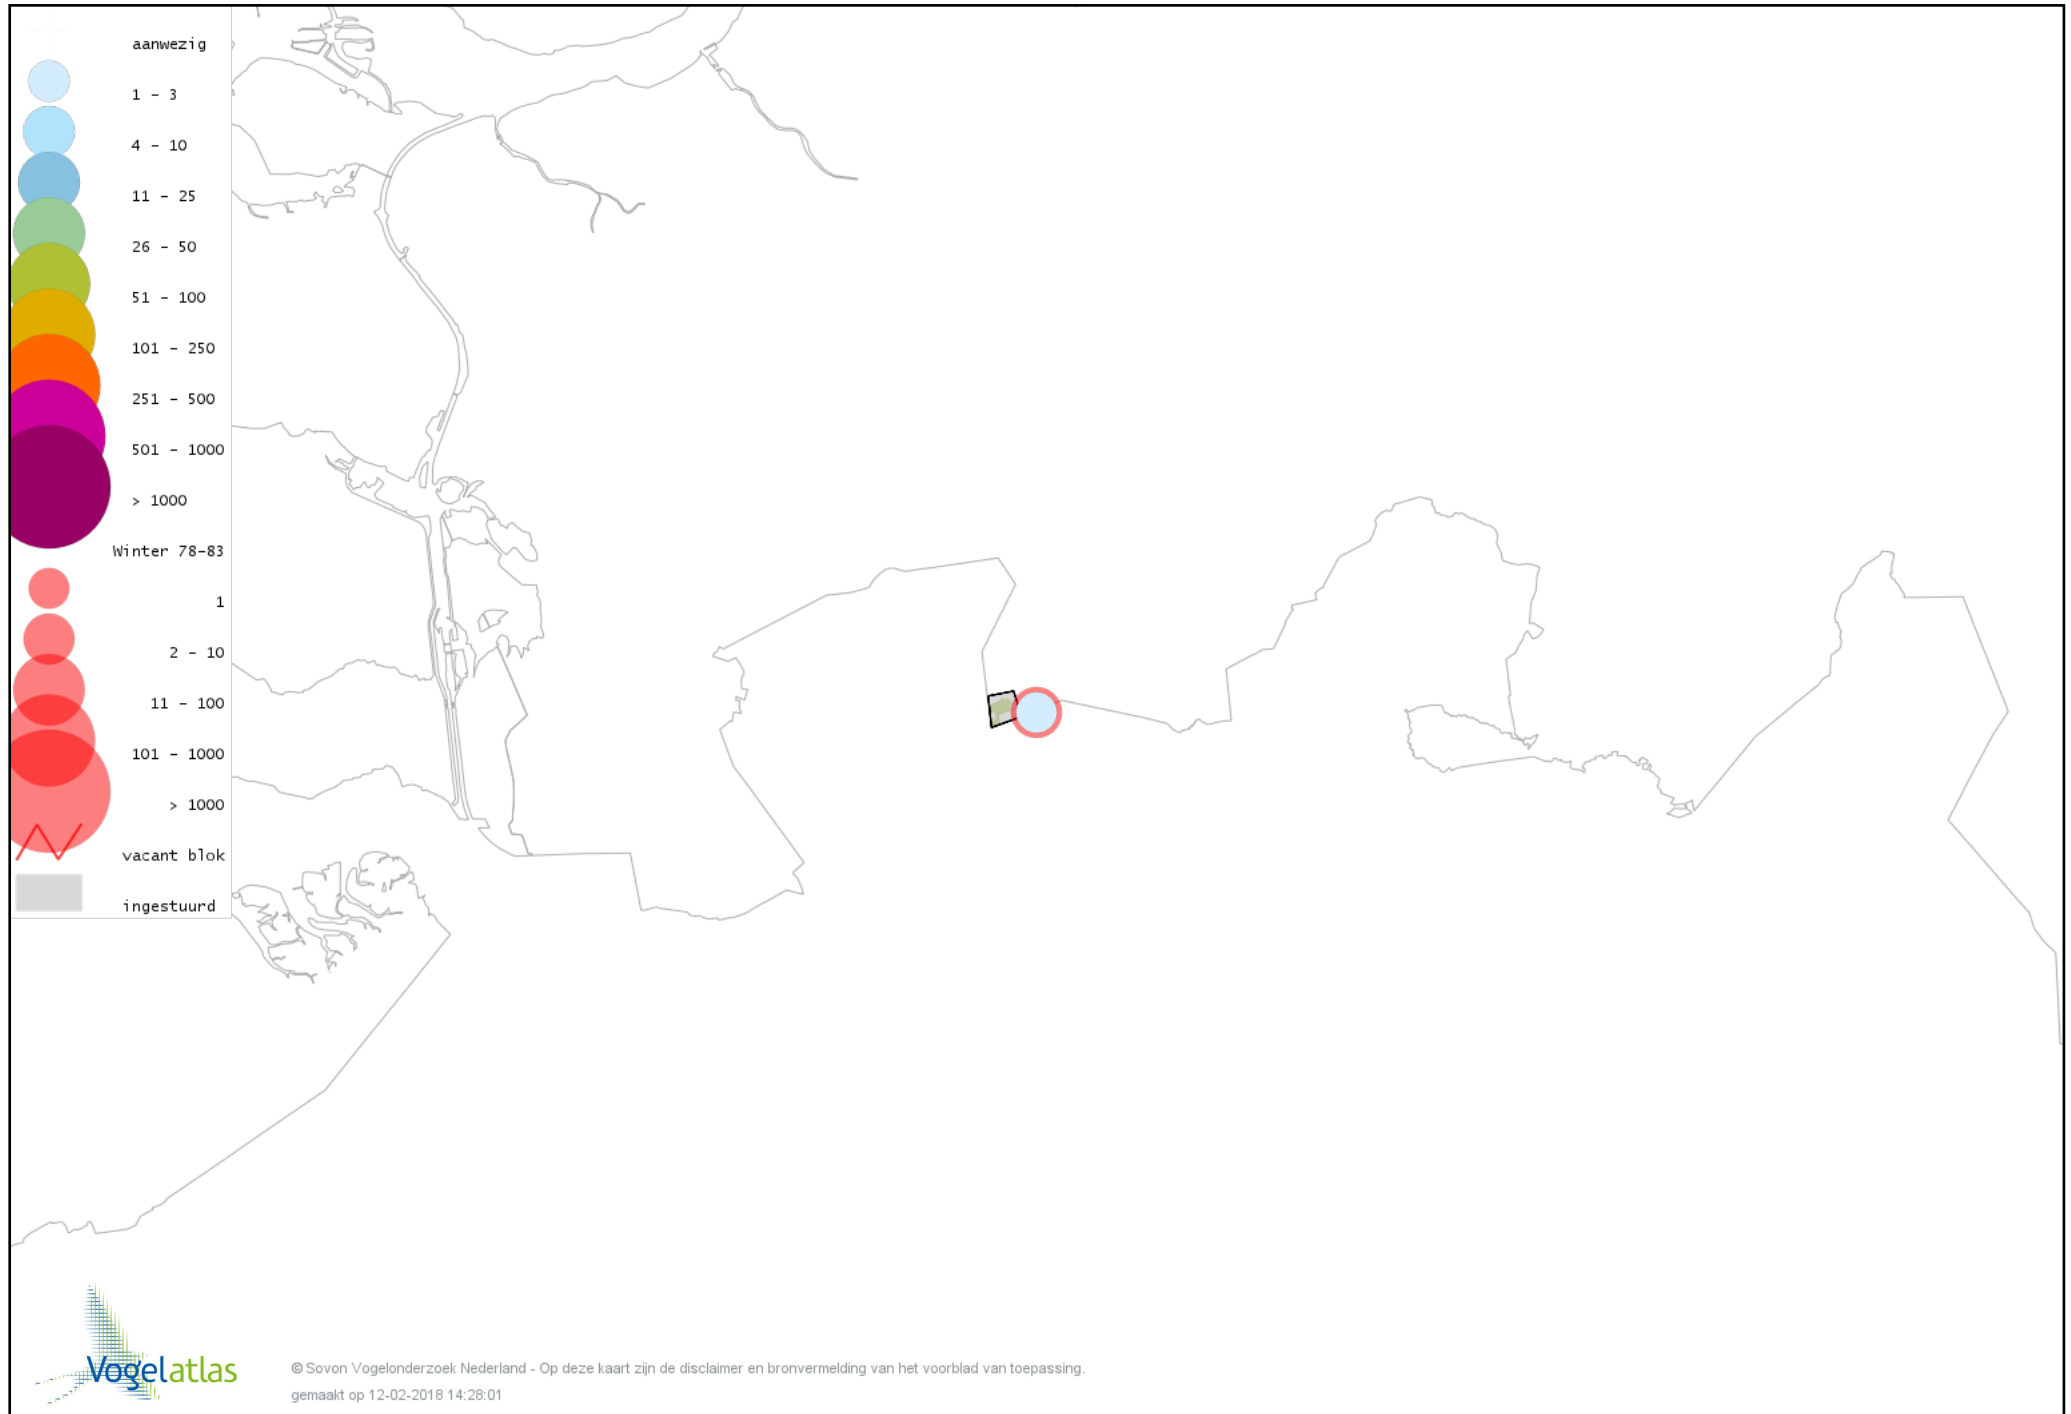 aanwezig
1 - 3
4 - 10
11 - 25
26 - 50
51 - 100
101 - 250
251 - 500
501 - 1000
> 1000
Winter 78-83
1
2 - 10
11 - 100
101 - 1000
> 1000
vacant blok
ingestuurd
Vogelatlas
© Sovon Vogelonderzoek Nederland - Op deze kaart zijn de disclaimer en bronvermelding van het voorblad van toepassing.
gemaakt op 12-02-2018 14:28:01